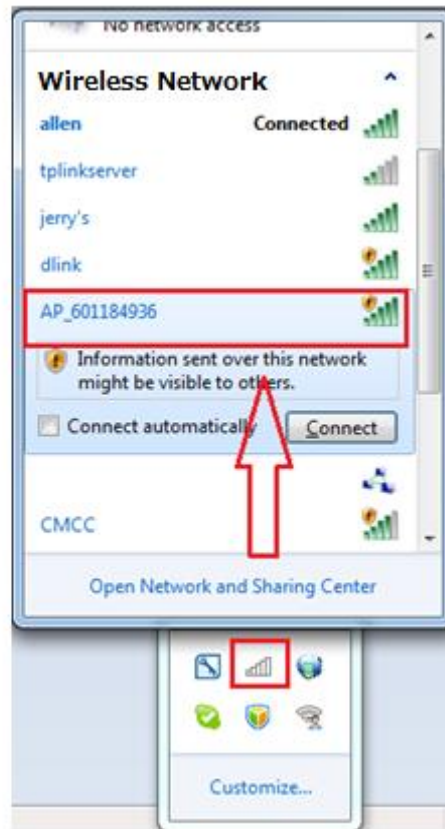 No network access
Wireless Network
allen Connected
tplinkserver
jerry's
dlink
AP_601184936
Information sent over this network
might be visible to others.
Connect automatically Connect
CMCC
Open Network and Sharing Center
Customize...